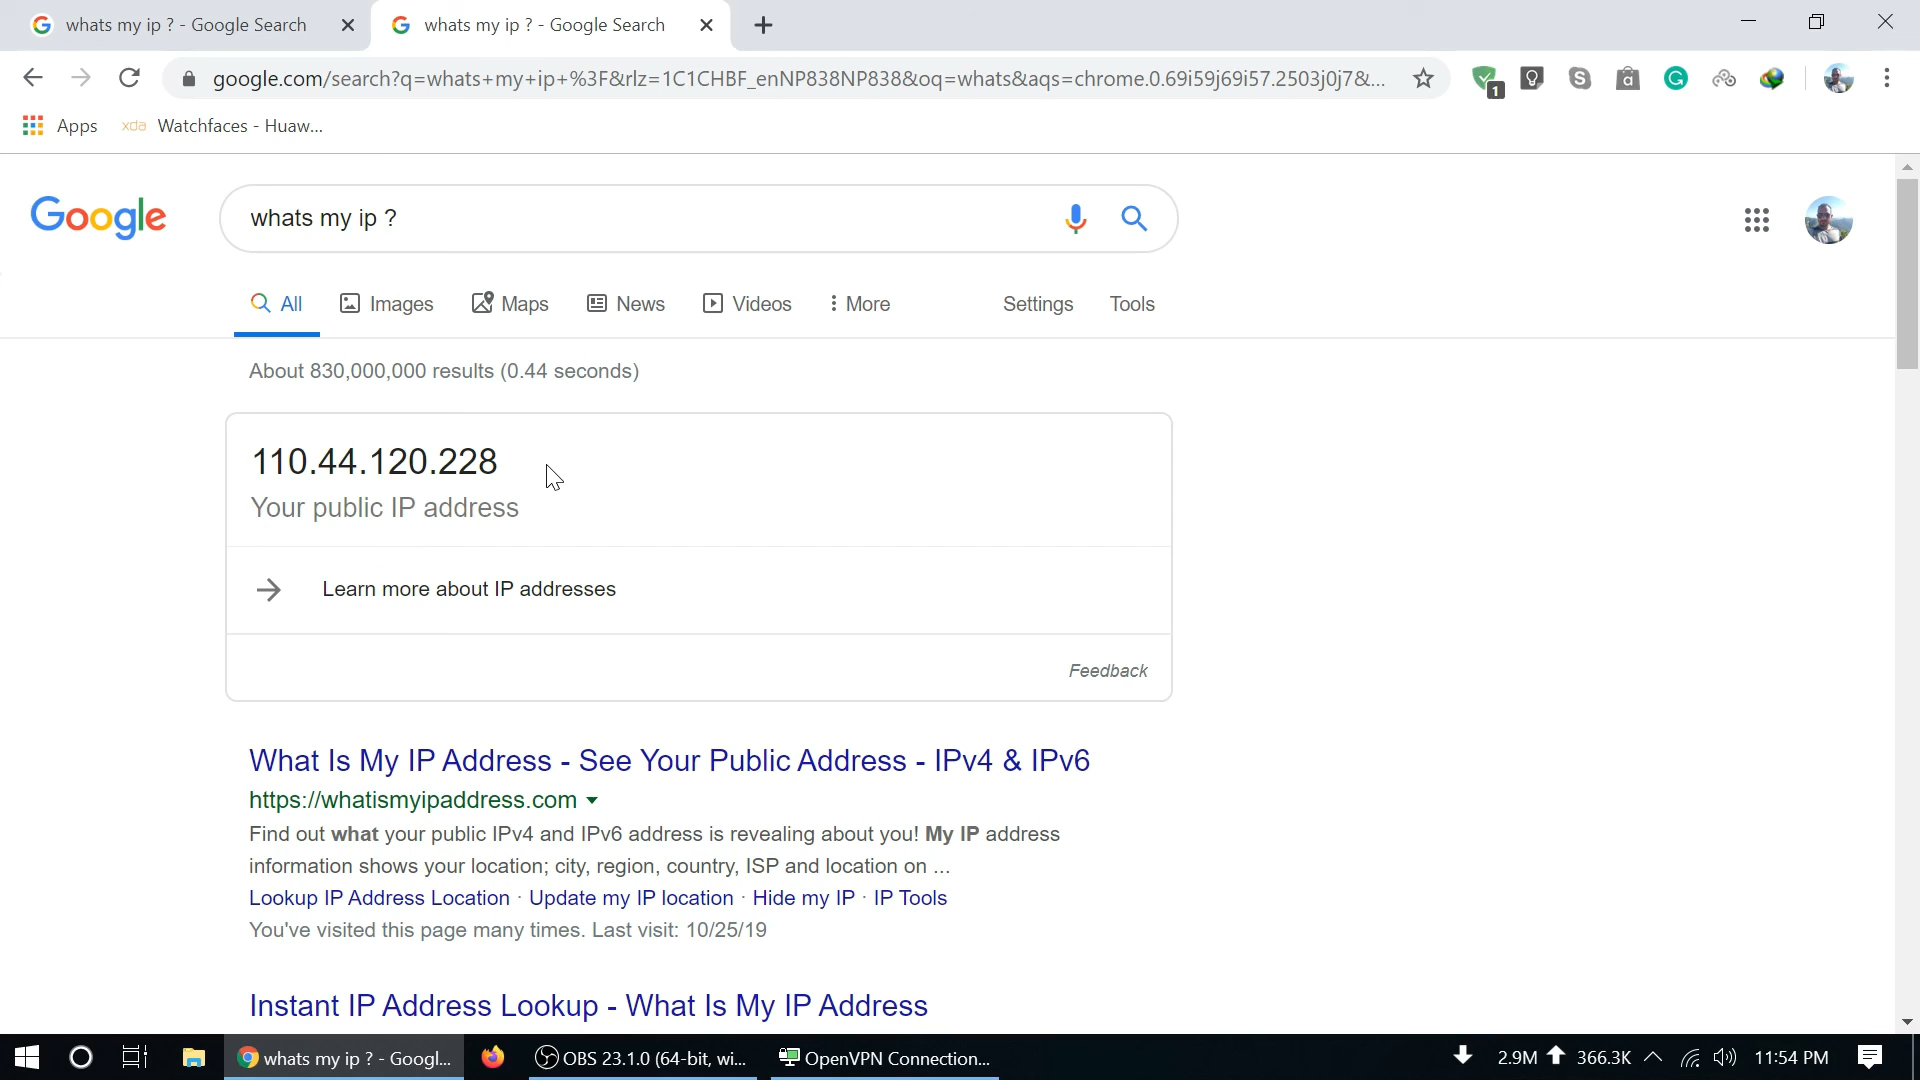 whats my ip ? - Google Search
whats my ip ? - Google Search
google.com/search?q=whats+my+ip+%3F&rlz=1C1CHBF_enNP838NP838&oq=whats&aqs=chrome.0.69i59j69i57.2503j0j7&...
1
Apps
xda Watchfaces - Huaw...
Google
whats my ip ?
All
Images
Maps
News
Videos
More
Settings
Tools
About 830,000,000 results (0.44 seconds)
110.44.120.228
Your public IP address
Learn more about IP addresses
Feedback
What Is My IP Address - See Your Public Address - IPv4 & IPv6
https://whatismyipaddress.com
Find out what your public IPv4 and IPv6 address is revealing about you! My IP address
information shows your location; city, region, country, ISP and location on ...
Lookup IP Address Location · Update my IP location · Hide my IP · IP Tools
You've visited this page many times. Last visit: 10/25/19
Instant IP Address Lookup - What Is My IP Address
whats my ip ? - Googl...
OBS 23.1.0 (64-bit, wi...
OpenVPN Connection...
2.9M
366.3K
11:54 PM